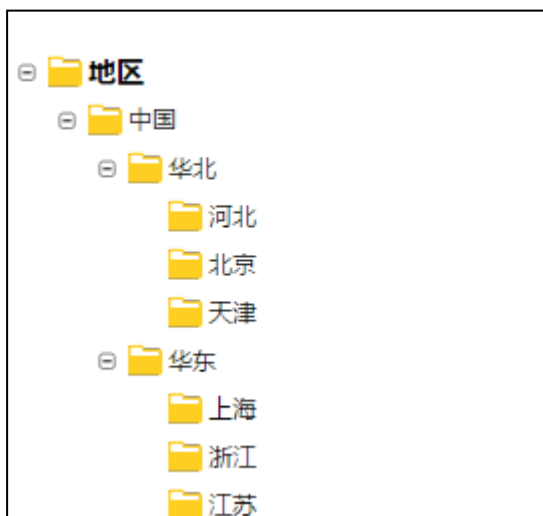 地区
中国
华北
河北
北京
天津
华东
上海
浙江
江苏